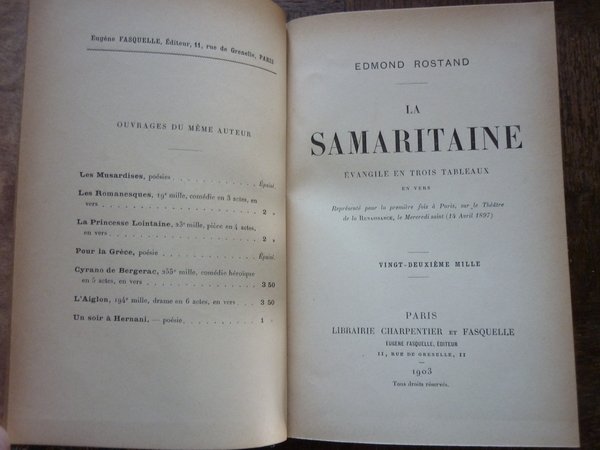 Eugène FASQUELLE, Éditeur, 11, rue de Grenelle, PARIS
OUVRAGES DU MÊME AUTEUR
Les Musardises, poésies . . . . . . . . . . . . . Épuisé.
Les Romanesques, 19e mille, comédie en 3 actes, en
vers . . . . . . . . . . . . . . . . . . . . . . 2 »
La Princesse Lointaine, 23e mille, pièce en 4 actes,
en vers . . . . . . . . . . . . . . . . . . . . 2 »
Pour la Grèce, poésie . . . . . . . . . . . . . . Épuisé.
Cyrano de Bergerac, 255e mille, comédie héroïque
en 5 actes, en vers . . . . . . . . . . . . . . 3 50
L'Aiglon, 194e mille, drame en 6 actes, en vers . . . 3 50
Un soir à Hernani. — poésie . . . . . . . . . . . 1 »
EDMOND ROSTAND
LA
SAMARITAINE
ÉVANGILE EN TROIS TABLEAUX
EN VERS
Représenté pour la première fois à Paris, sur le Théâtre
de la RENAISSANCE, le Mercredi saint (14 Avril 1897)
VINGT-DEUXIÈME MILLE
PARIS
LIBRAIRIE CHARPENTIER ET FASQUELLE
EUGÈNE FASQUELLE, ÉDITEUR
11, RUE DE GRENELLE, 11
1903
Tous droits réservés.